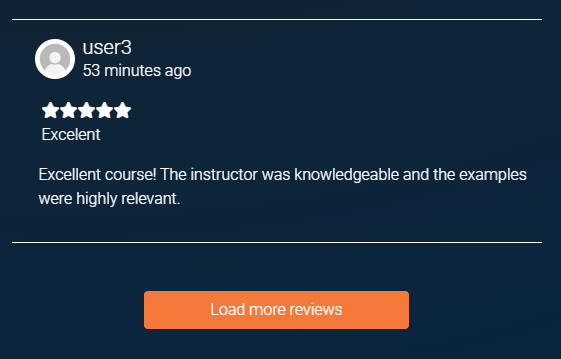 user3
53 minutes ago
Excelent
Excellent course! The instructor was knowledgeable and the examples
were highly relevant.
Load more reviews